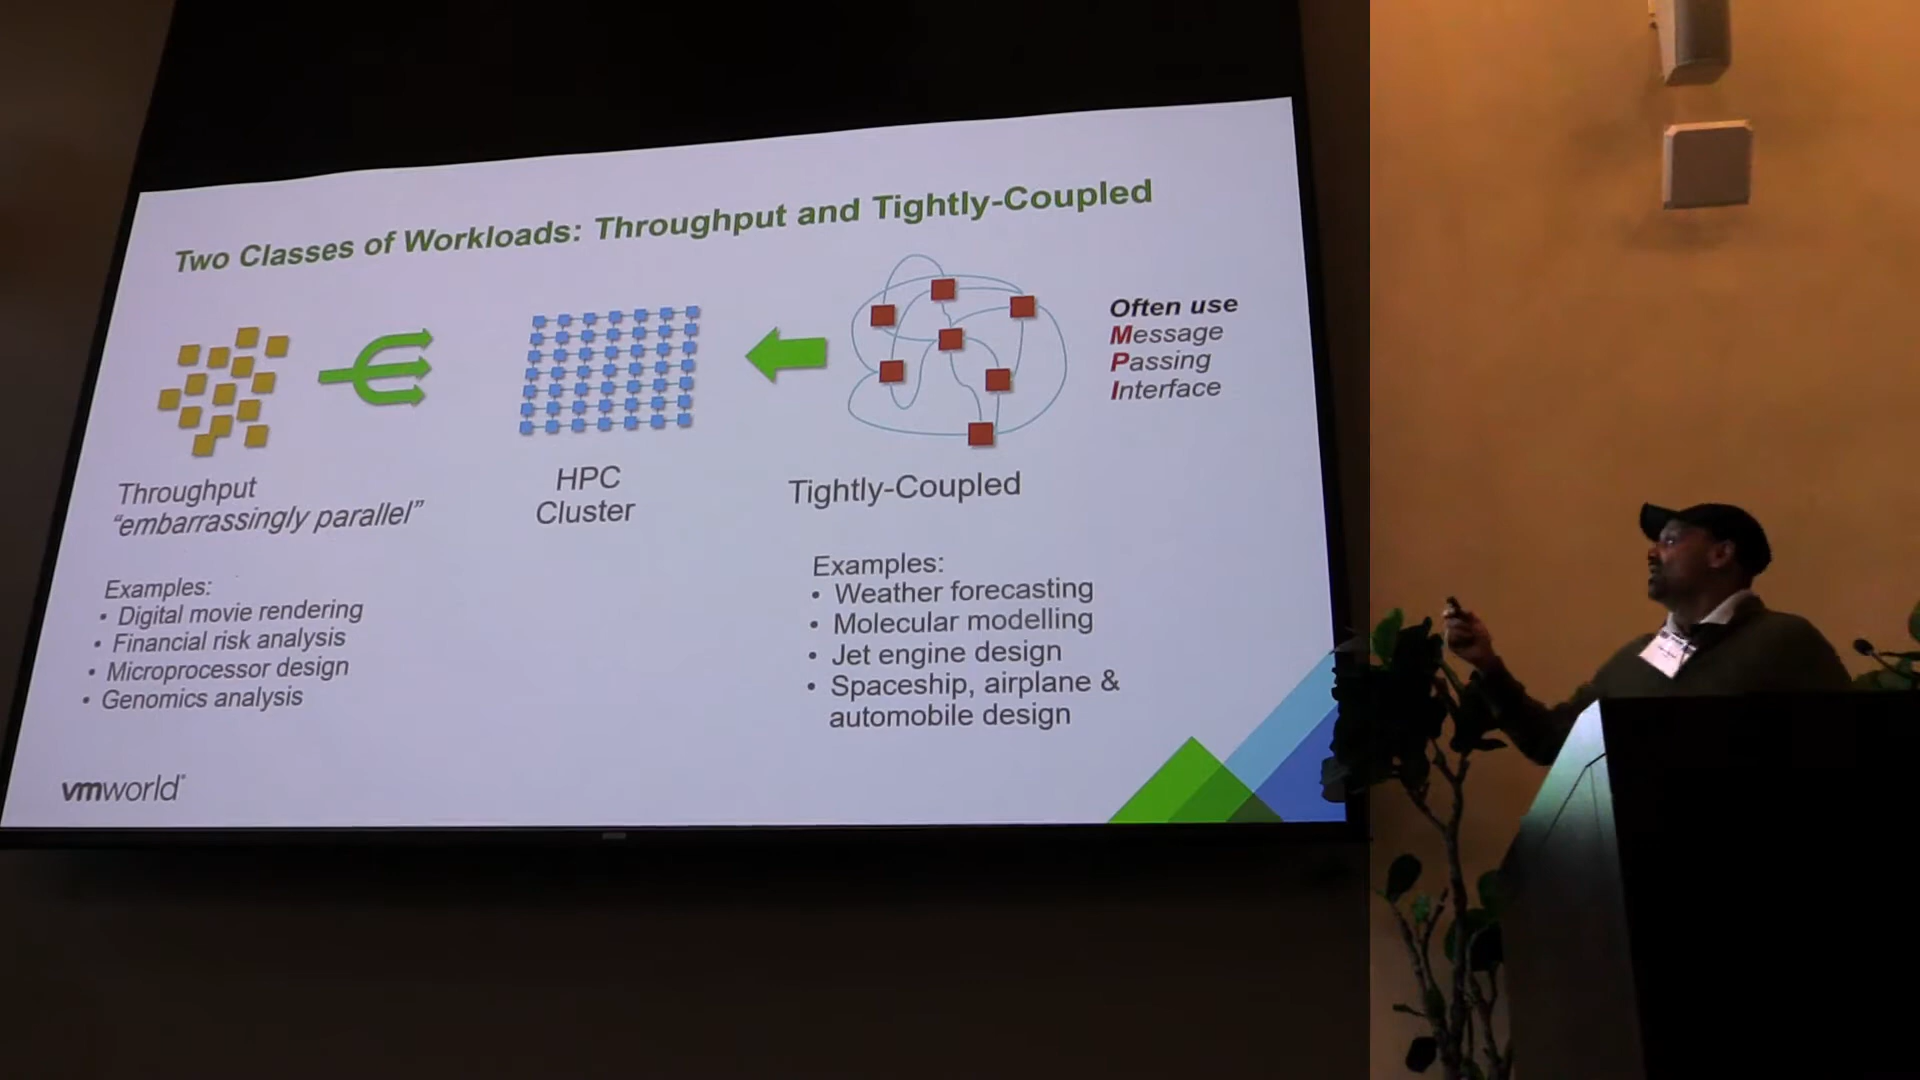 Two Classes of Workloads: Throughput and Tightly-Coupled
Often use
Message
Passing
Interface
Throughput
“embarrassingly parallel”
HPC
Cluster
Tightly-Coupled
Examples:
• Digital movie rendering
• Financial risk analysis
• Microprocessor design
• Genomics analysis
Examples:
• Weather forecasting
• Molecular modelling
• Jet engine design
• Spaceship, airplane &
automobile design
vmworld